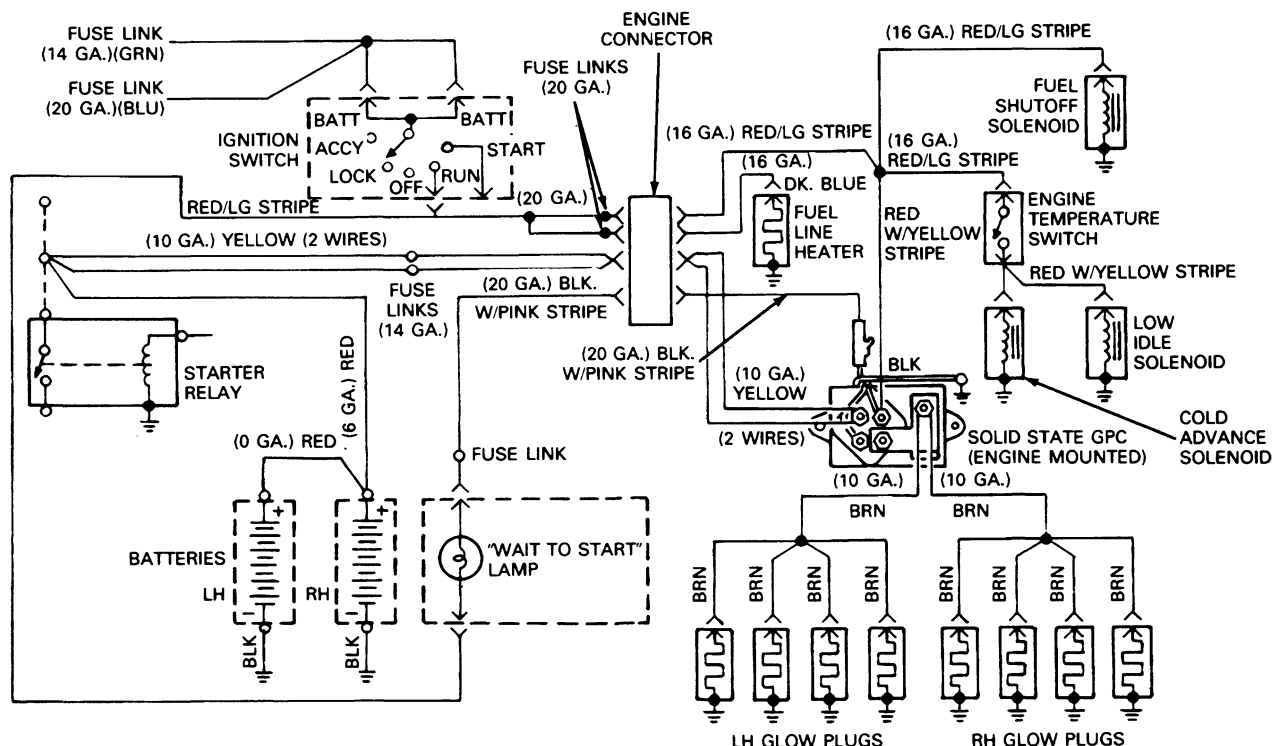 FUSE LINK
(14 GA.)(GRN)
FUSE LINK
(20 GA.)(BLU)
ENGINE
CONNECTOR
FUSE LINKS
(20 GA.)
(16 GA.) RED/LG STRIPE
FUEL
SHUTOFF
SOLENOID
IGNITION
SWITCH
BATT
BATT
ACCY
LOCK
OFF
RUN
START
(16 GA.) RED/LG STRIPE
(16 GA.)
RED/LG STRIPE
(16 GA.)
DK. BLUE
FUEL
LINE
HEATER
RED
W/YELLOW
STRIPE
ENGINE
TEMPERATURE
SWITCH
RED/LG STRIPE
(20 GA.)
(10 GA.) YELLOW (2 WIRES)
FUSE
LINKS
(14 GA.)
(20 GA.) BLK.
W/PINK STRIPE
RED W/YELLOW STRIPE
LOW
IDLE
SOLENOID
STARTER
RELAY
(6 GA.) RED
(20 GA.) BLK.
W/PINK STRIPE
BLK
(10 GA.)
YELLOW
(2 WIRES)
COLD
ADVANCE
SOLENOID
SOLID STATE GPC
(ENGINE MOUNTED)
(0 GA.) RED
FUSE LINK
(10 GA.)
BRN
(10 GA.)
BRN
BATTERIES
LH
+
−
RH
+
−
"WAIT TO START"
LAMP
BLK
BLK
BRN
BRN
BRN
BRN
BRN
BRN
BRN
BRN
LH GLOW PLUGS
RH GLOW PLUGS